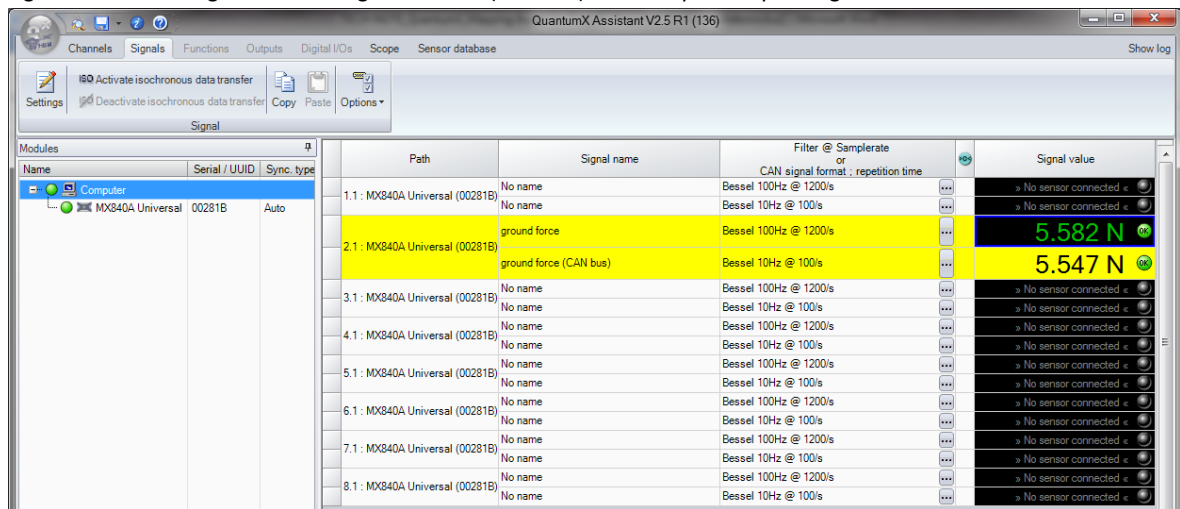 QuantumX Assistant V2.5 R1 (136)
Channels Signals Functions Outputs Digital I/Os Scope Sensor database Show log
ISO Activate isochronous data transfer
Settings ISO Deactivate isochronous data transfer Copy Paste Options
Signal
Modules
Name Serial / UUID Sync. type
Computer
MX840A Universal 00281B Auto
Path Signal name Filter @ Samplerate or CAN signal format ; repetition time Signal value
1.1 : MX840A Universal (00281B)
No name Bessel 100Hz @ 1200/s ... » No sensor connected «
No name Bessel 10Hz @ 100/s ... » No sensor connected «
2.1 : MX840A Universal (00281B)
ground force Bessel 100Hz @ 1200/s ... 5.582 N OK
ground force (CAN bus) Bessel 10Hz @ 100/s ... 5.547 N OK
3.1 : MX840A Universal (00281B)
No name Bessel 100Hz @ 1200/s ... » No sensor connected «
No name Bessel 10Hz @ 100/s ... » No sensor connected «
4.1 : MX840A Universal (00281B)
No name Bessel 100Hz @ 1200/s ... » No sensor connected «
No name Bessel 10Hz @ 100/s ... » No sensor connected «
5.1 : MX840A Universal (00281B)
No name Bessel 100Hz @ 1200/s ... » No sensor connected «
No name Bessel 10Hz @ 100/s ... » No sensor connected «
6.1 : MX840A Universal (00281B)
No name Bessel 100Hz @ 1200/s ... » No sensor connected «
No name Bessel 10Hz @ 100/s ... » No sensor connected «
7.1 : MX840A Universal (00281B)
No name Bessel 100Hz @ 1200/s ... » No sensor connected «
No name Bessel 10Hz @ 100/s ... » No sensor connected «
8.1 : MX840A Universal (00281B)
No name Bessel 100Hz @ 1200/s ... » No sensor connected «
No name Bessel 10Hz @ 100/s ... » No sensor connected «